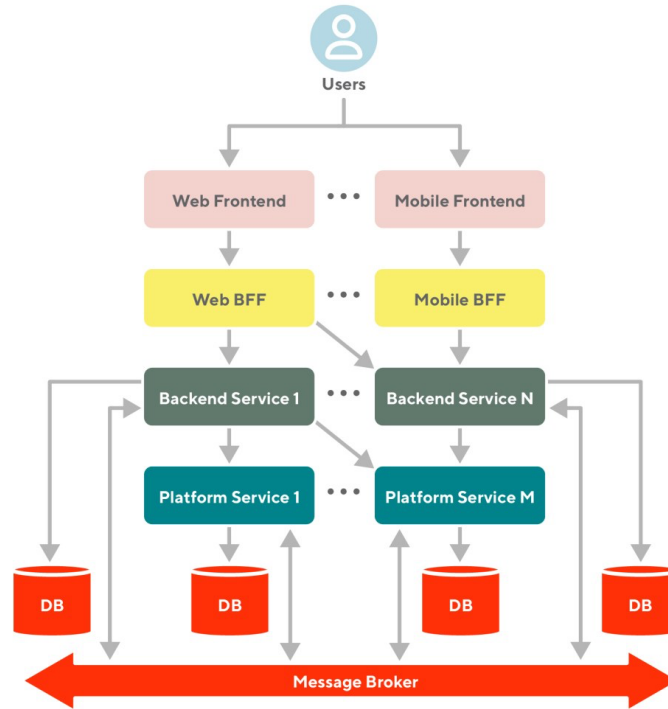 Users
Web Frontend
Mobile Frontend
Web BFF
Mobile BFF
Backend Service 1
Backend Service N
Platform Service 1
Platform Service M
DB
DB
DB
DB
Message Broker